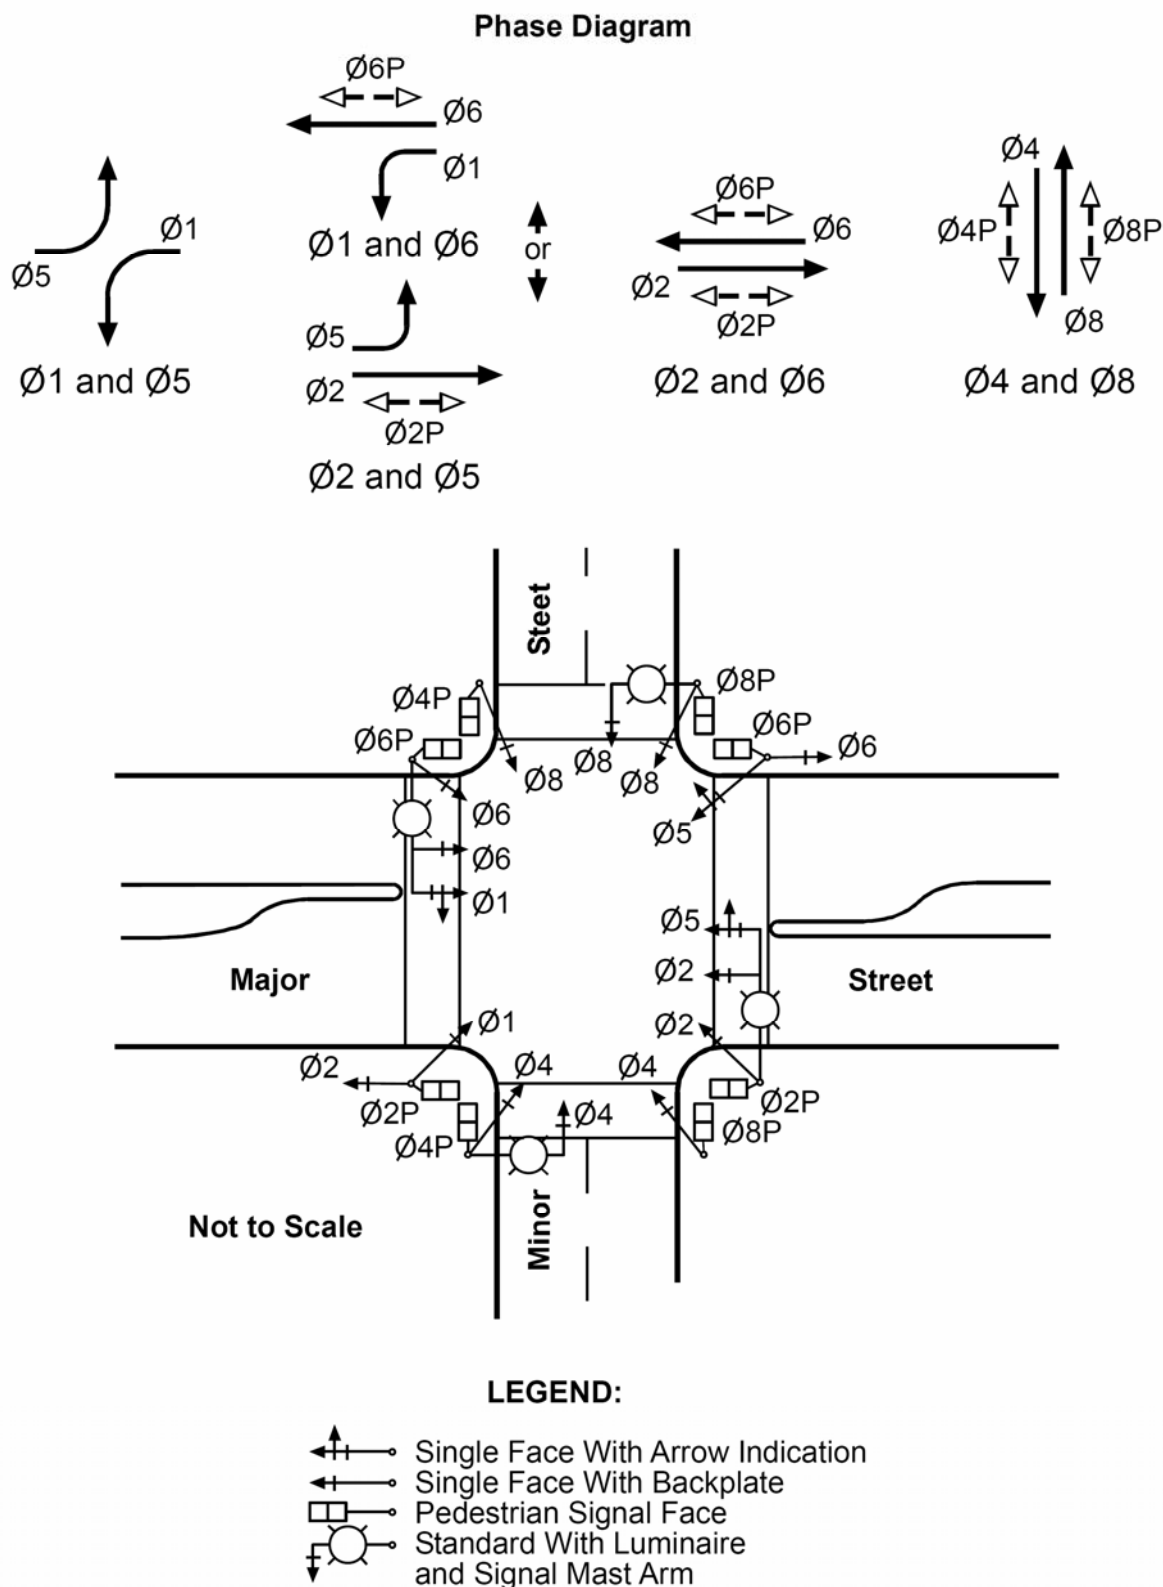 Phase Diagram
Ø6P
Ø6
Ø1
Ø1 and Ø6
Ø5
Ø1
Ø1 and Ø5
or
Ø5
Ø2
Ø2P
Ø2 and Ø5
Ø6P
Ø6
Ø2
Ø2P
Ø2 and Ø6
Ø4
Ø4P
Ø8P
Ø8
Ø4 and Ø8
Steet
Ø4P
Ø8P
Ø6P
Ø6P
Ø6
Ø8
Ø8
Ø8
Ø6
Ø5
Ø6
Ø1
Ø5
Ø2
Major
Street
Ø1
Ø2
Ø2
Ø4
Ø4
Ø2P
Ø4
Ø2P
Ø4P
Ø8P
Minor
Not to Scale
LEGEND:
Single Face With Arrow Indication
Single Face With Backplate
Pedestrian Signal Face
Standard With Luminaire
and Signal Mast Arm